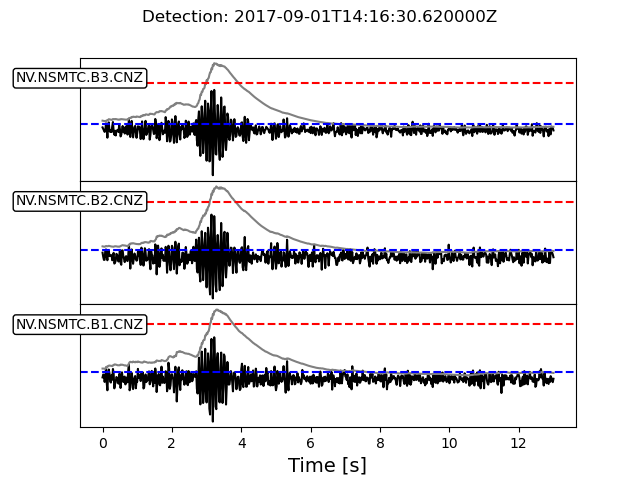 Detection: 2017-09-01T14:16:30.620000Z
NV.NSMTC.B3.CNZ
NV.NSMTC.B2.CNZ
NV.NSMTC.B1.CNZ
0 2 4 6 8 10 12
Time [s]